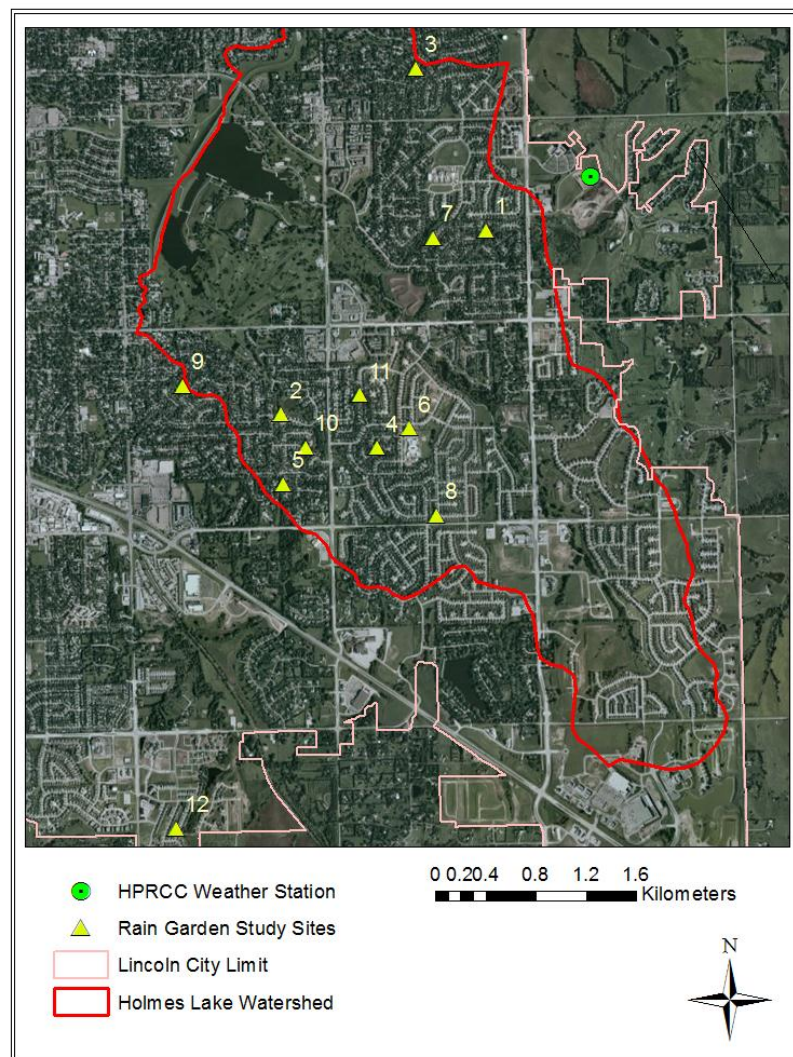 3
1
7
9
11
2
6
10
4
5
8
12
HPRCC Weather Station
Rain Garden Study Sites
Lincoln City Limit
Holmes Lake Watershed
0 0.20.4 0.8 1.2 1.6
Kilometers
N